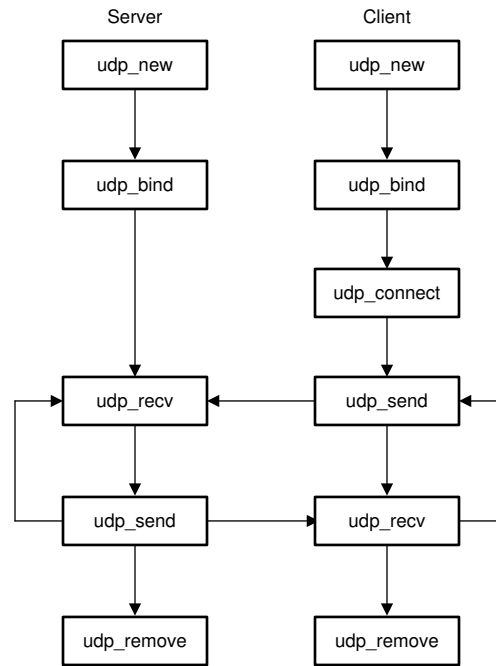 Server
Client
udp_new
udp_new
udp_bind
udp_bind
udp_connect
udp_recv
udp_send
udp_send
udp_recv
udp_remove
udp_remove